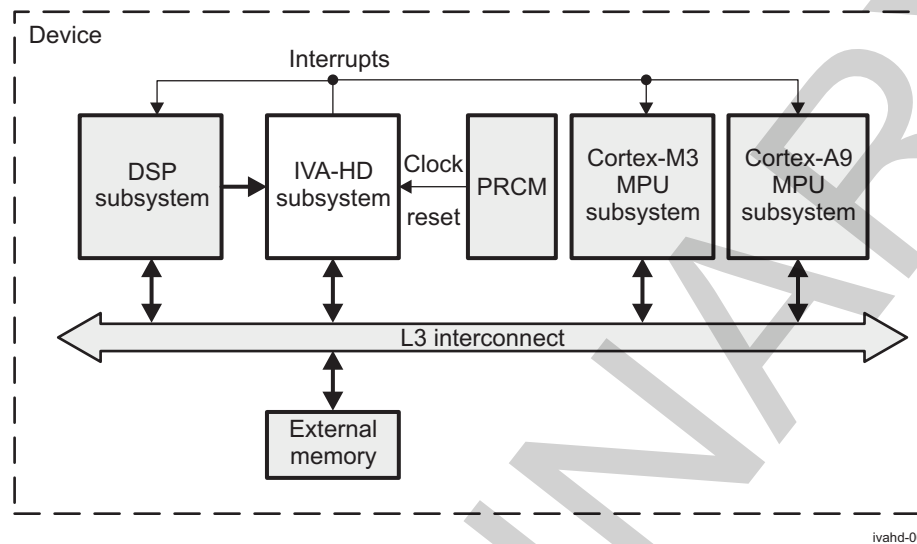 Device
Interrupts
DSP
subsystem
IVA-HD
subsystem
Clock
reset
PRCM
Cortex-M3
MPU
subsystem
Cortex-A9
MPU
subsystem
L3 interconnect
External
memory
INAR
ivahd-0